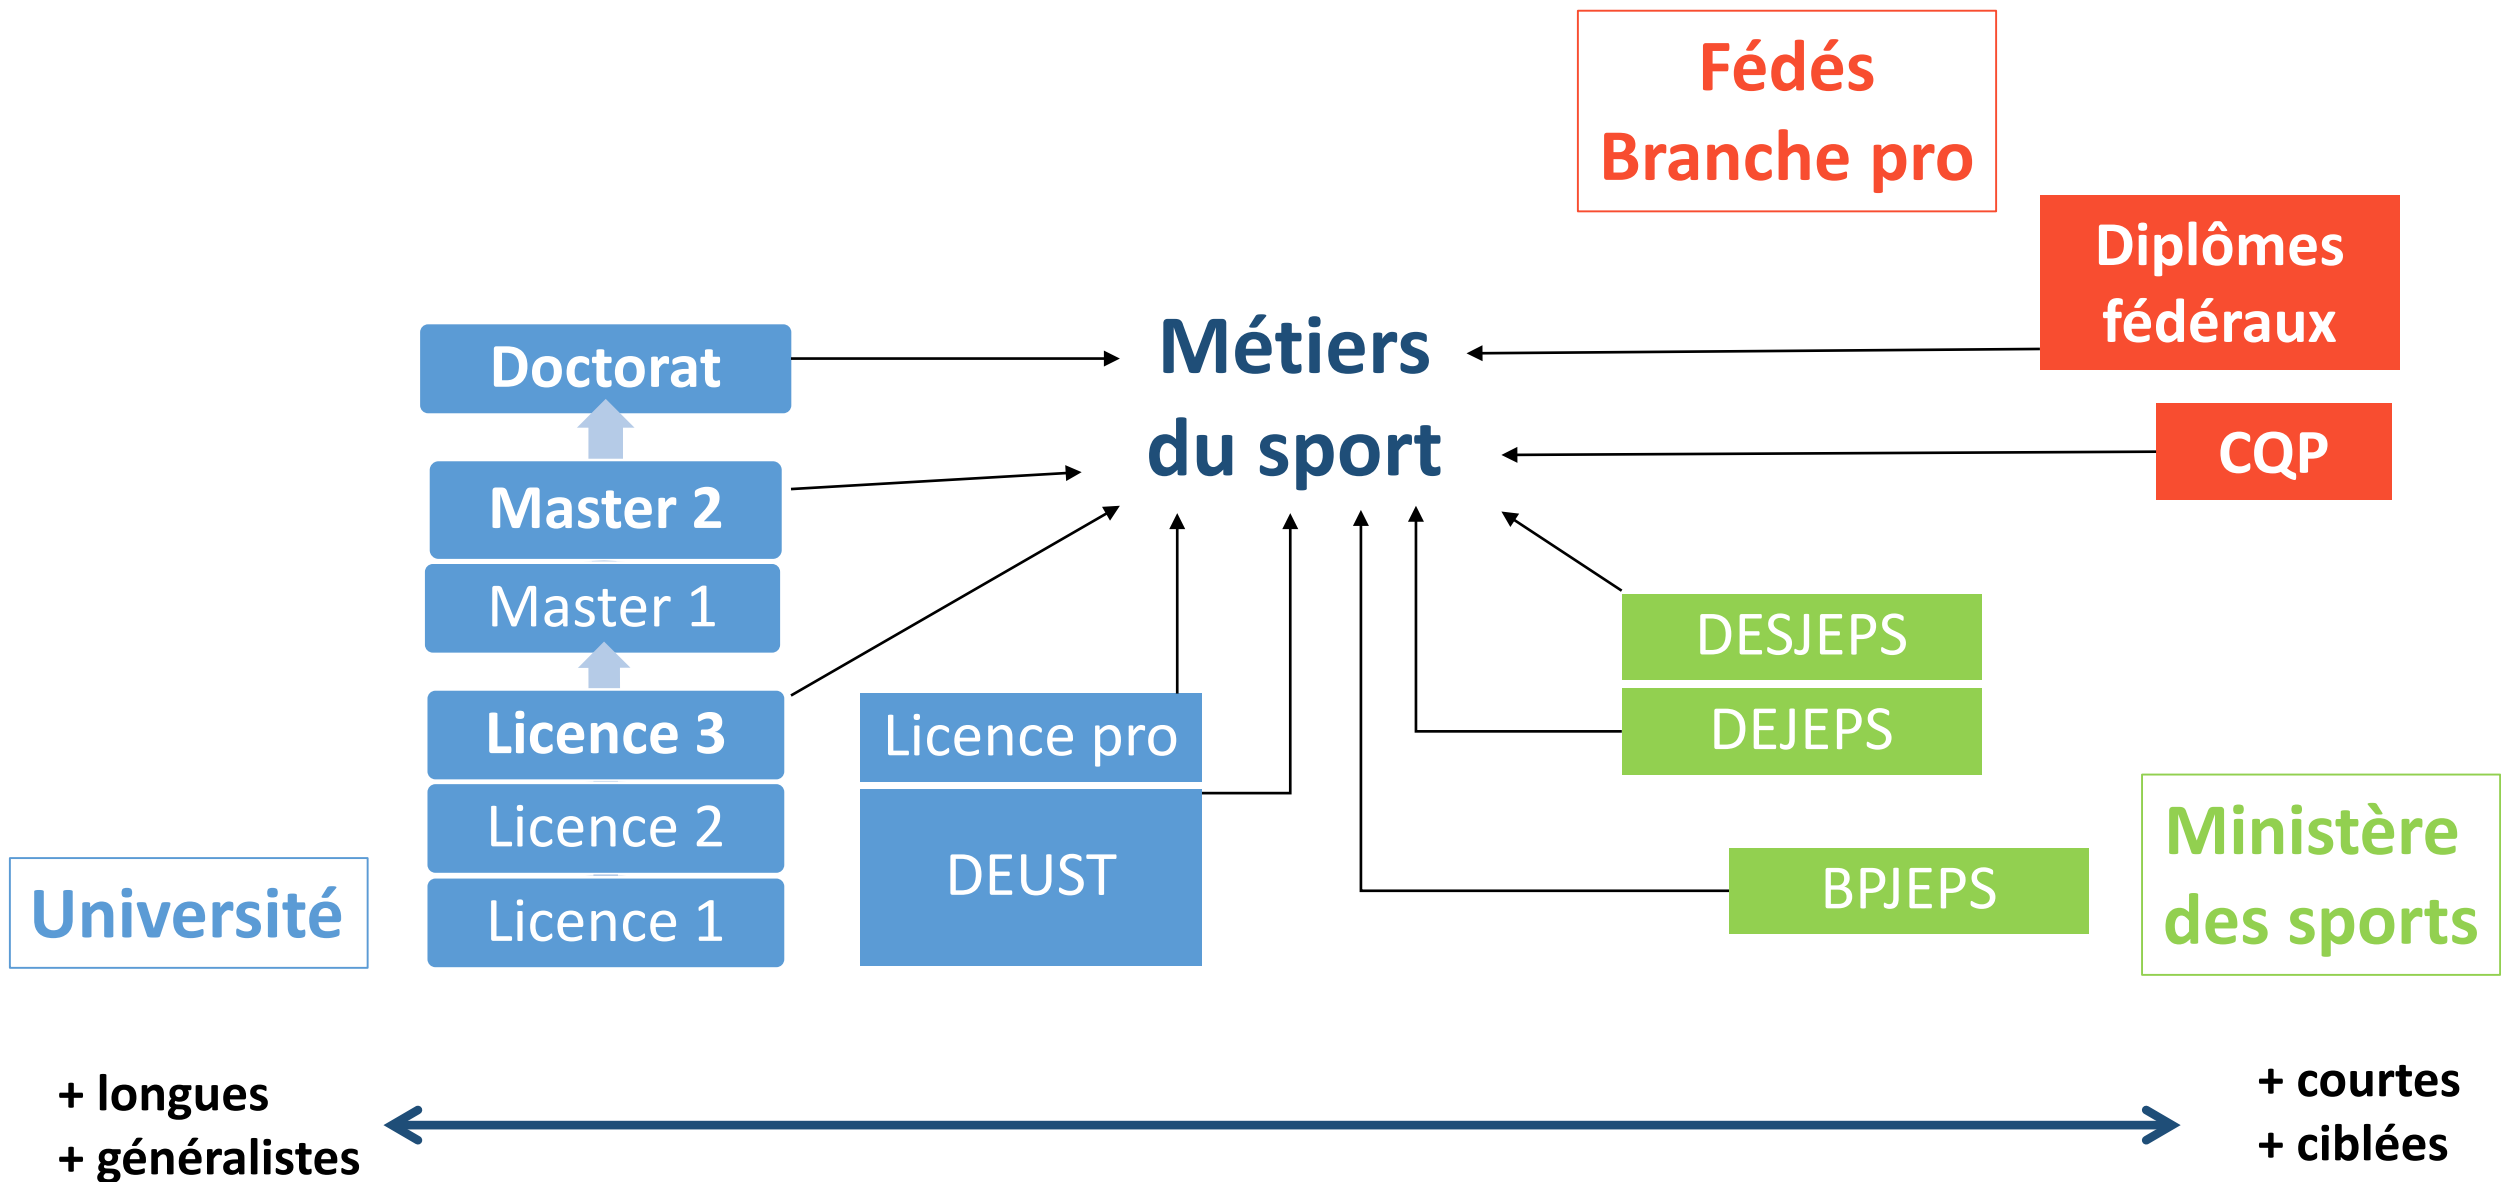 Fédés
Branche pro
Diplômes
fédéraux
CQP
Métiers
du sport
Doctorat
Master 2
Master 1
Licence 3
Licence 2
Licence 1
Université
Licence pro
DEUST
DESJEPS
DEJEPS
BPJEPS
Ministère
des sports
+ longues
+ généralistes
+ courtes
+ ciblées